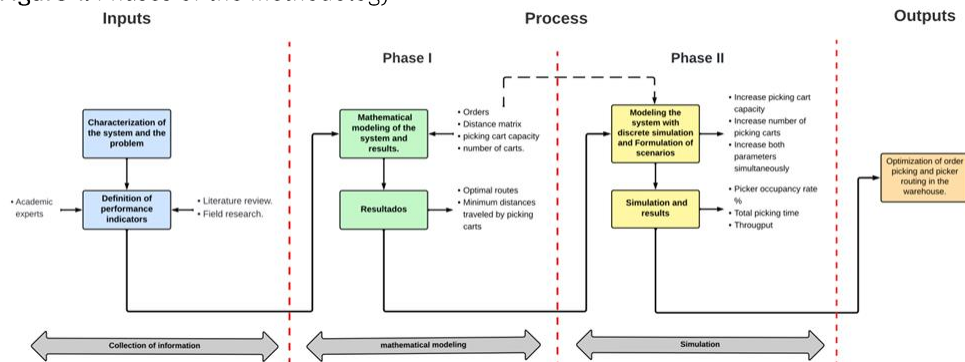 Inputs
Process
Outputs
Phase I
Phase II
Characterization of
the system and the
problem
Definition of
performance
indicators
• Academic
experts
• Literature review.
• Field research.
Mathematical
modeling of the
system and
results.
• Orders
• Distance matrix
• picking cart capacity
• number of carts.
Resultados
• Optimal routes
• Minimum distances
traveled by picking
carts
Modeling the
system with
discrete simulation
and Formulation of
scenarios
• Increase picking cart
capacity
• Increase number of
picking carts
• Increase both
parameters
simultaneously
Simulation and
results
• Picker occupancy rate
%
• Total picking time
• Througput
Optimization of order
picking and picker
routing in the
warehouse.
Collection of information
mathematical modeling
Simulation